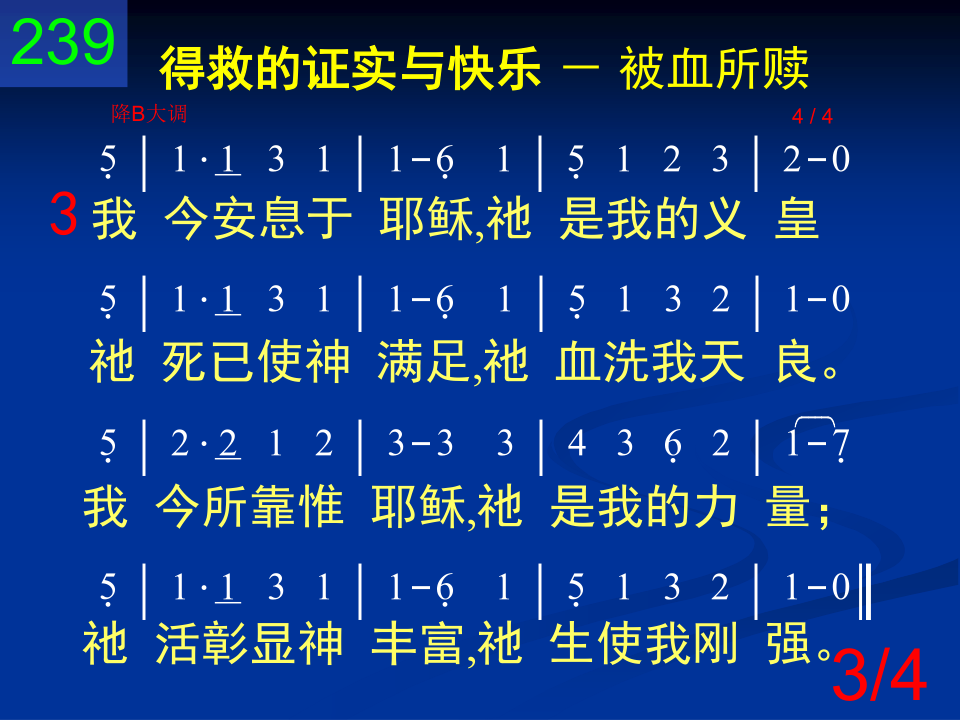 239
得救的证实与快乐 － 被血所赎
降B大调 4 / 4
5̣ | 1 · 1̲ 3 1 | 1 – 6̣ 1 | 5̣ 1 2 3 | 2 – 0
3 我 今安息于 耶稣,祂 是我的义 皇
5̣ | 1 · 1̲ 3 1 | 1 – 6̣ 1 | 5̣ 1 3 2 | 1 – 0
祂 死已使神 满足,祂 血洗我天 良。
5̣ | 2 · 2̲ 1 2 | 3 – 3 3 | 4 3 6̣ 2 | 1 – 7̣
我 今所靠惟 耶稣,祂 是我的力 量；
5̣ | 1 · 1̲ 3 1 | 1 – 6̣ 1 | 5̣ 1 3 2 | 1 – 0 ‖
祂 活彰显神 丰富,祂 生使我刚 强。
3/4